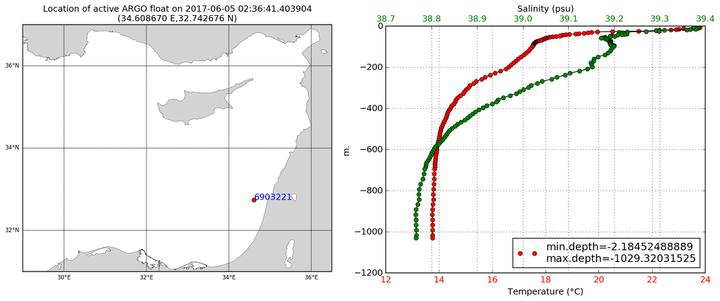 Location of active ARGO float on 2017-06-05 02:36:41.403904
(34.608670 E,32.742676 N)
36°N
34°N
32°N
30°E
32°E
34°E
36°E
6903221
Salinity (psu)
38.7 38.8 38.9 39.0 39.1 39.2 39.3 39.4
0
−200
−400
−600
−800
−1000
−1200
m.
min.depth=-2.18452488889
max.depth=-1029.32031525
12 14 16 18 20 22 24
Temperature (°C)